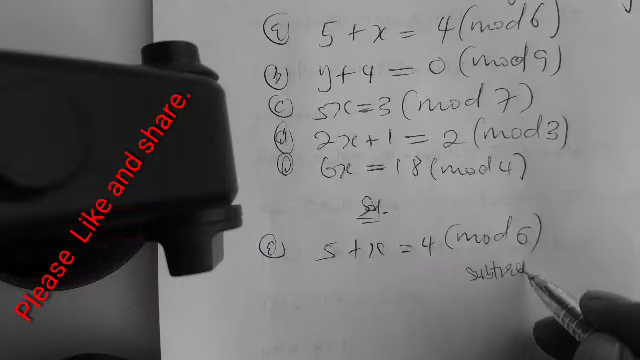 (a) 5 + x = 4 (mod 6)
(b) y + 4 = 0 (mod 9)
(c) 5x = 3 (mod 7)
(d) 2x + 1 = 2 (mod 3)
6x = 18 (mod 4)
Sol.
(a) 5 + x = 4 (mod 6)
subtrac
Please Like and share.